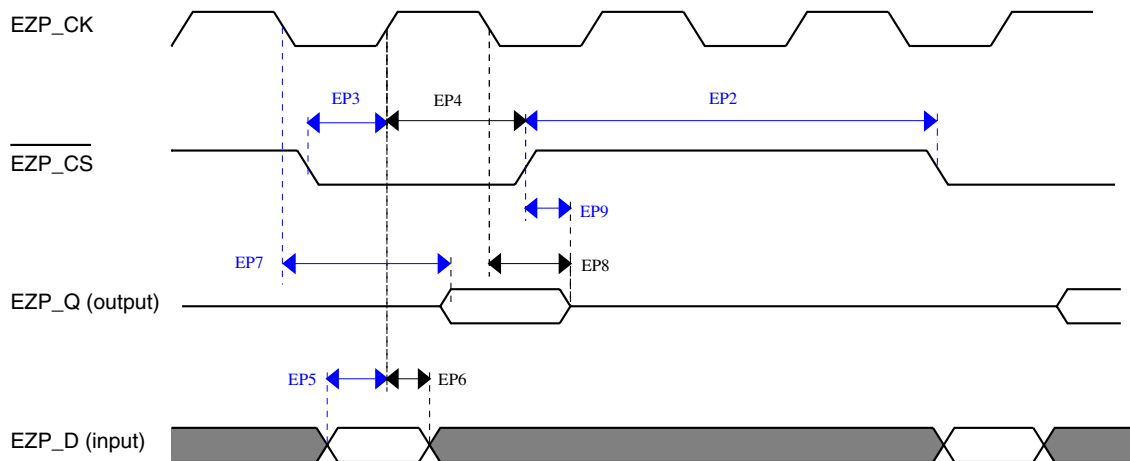 EZP_CK
EP3
EP4
EP2
EZP_CS
EP9
EP7
EP8
EZP_Q (output)
EP5
EP6
EZP_D (input)